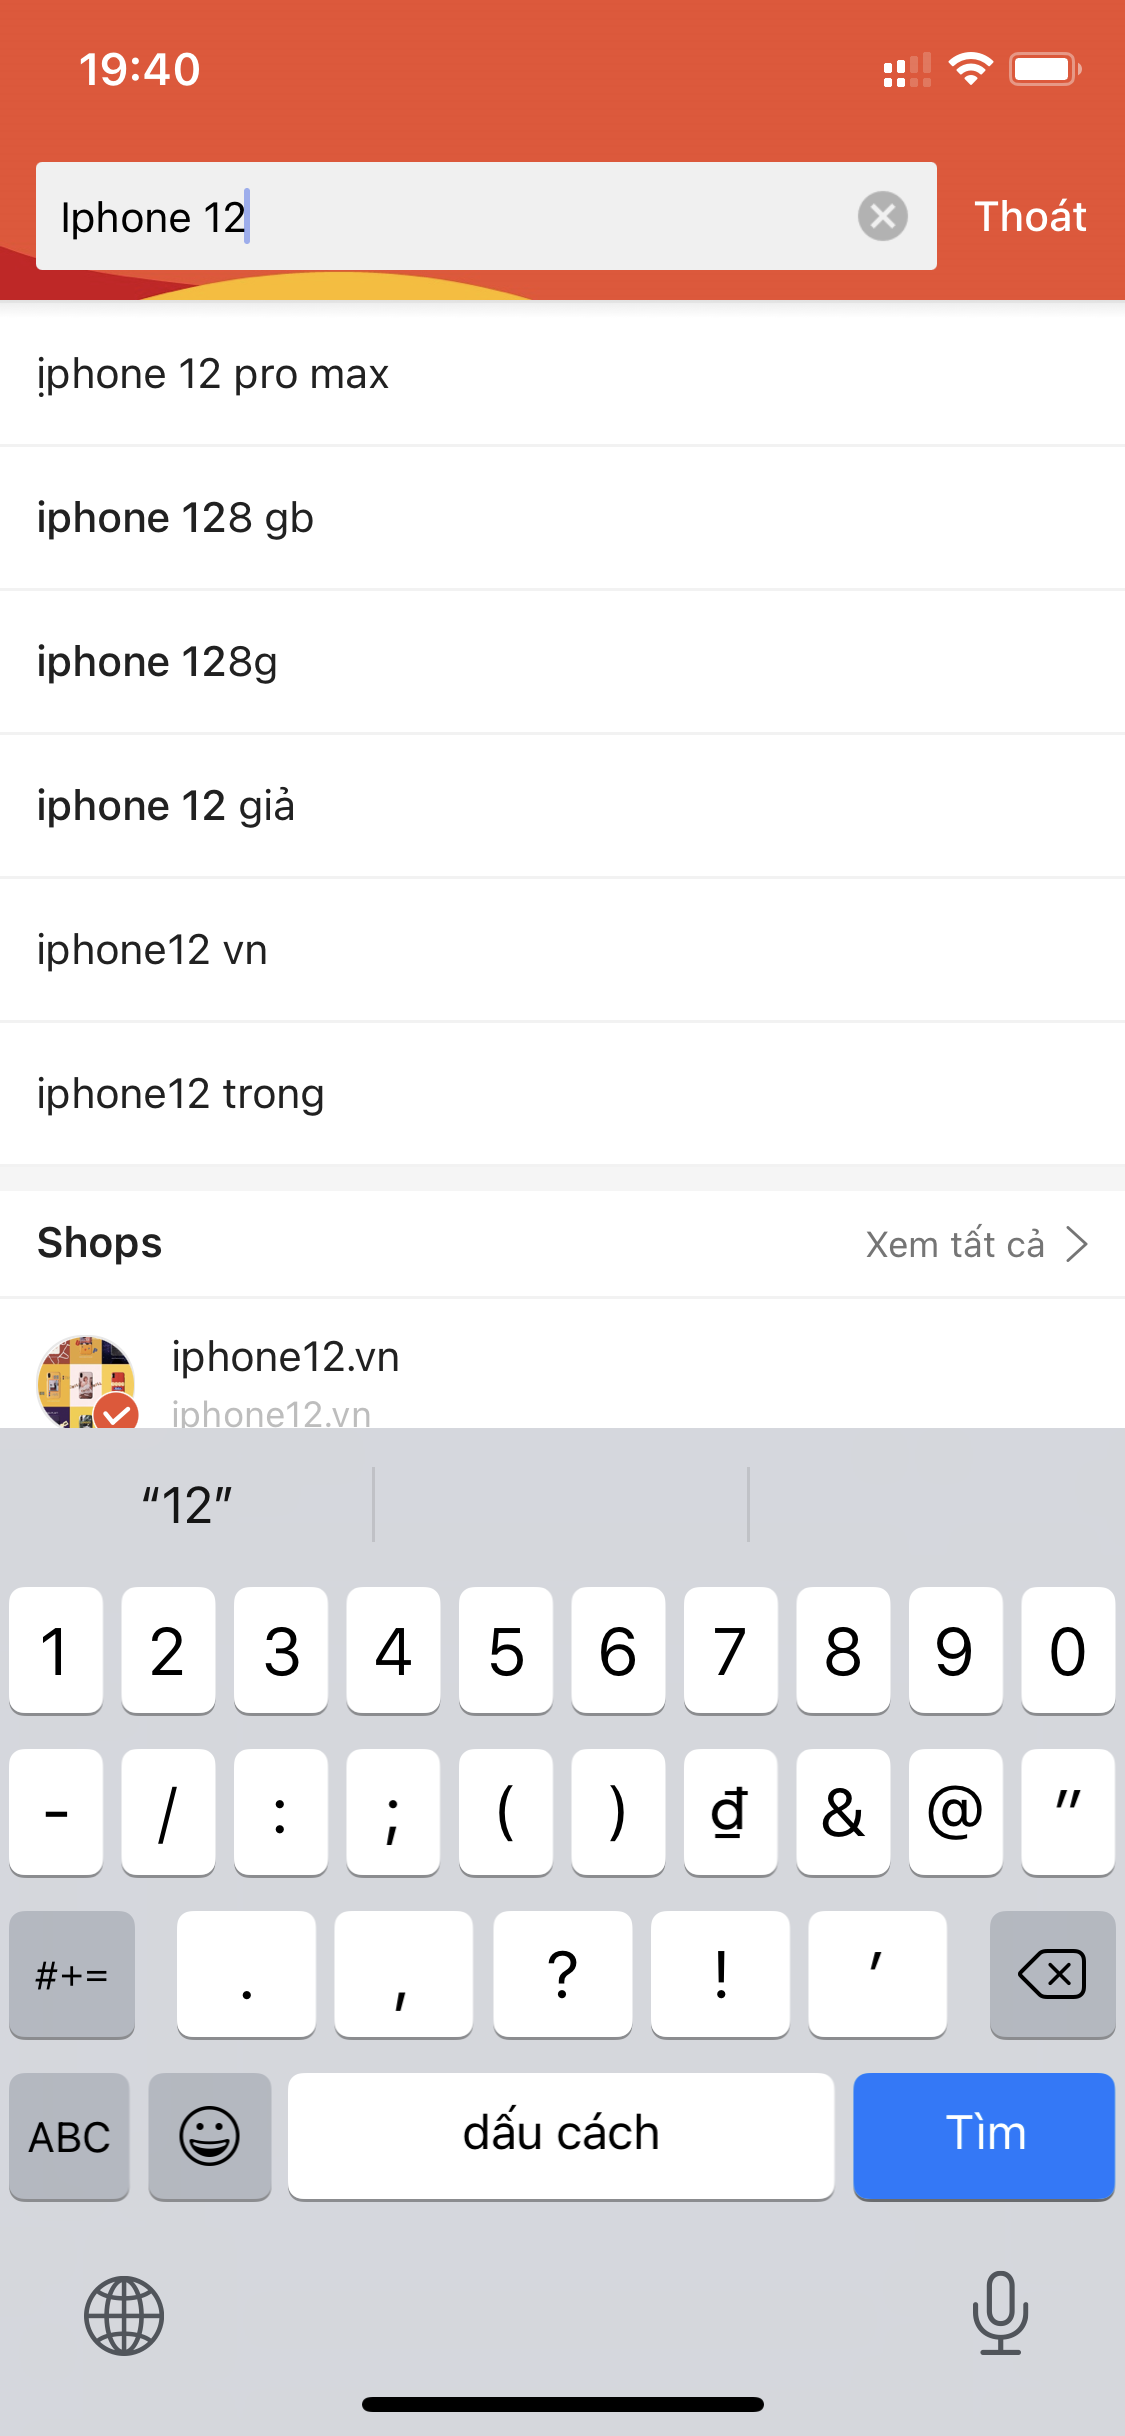 19:40
Iphone 12
Thoát
ịphone 12 pro max
iphone 128 gb
iphone 128g
iphone 12 giả
iphone12 vn
iphone12 trong
Shops
Xem tất cả
iphone12.vn
iphone12.vn
“12”
1 2 3 4 5 6 7 8 9 0
- / : ; ( ) ₫ & @ "
#+= . , ? ! '
ABC dấu cách Tìm